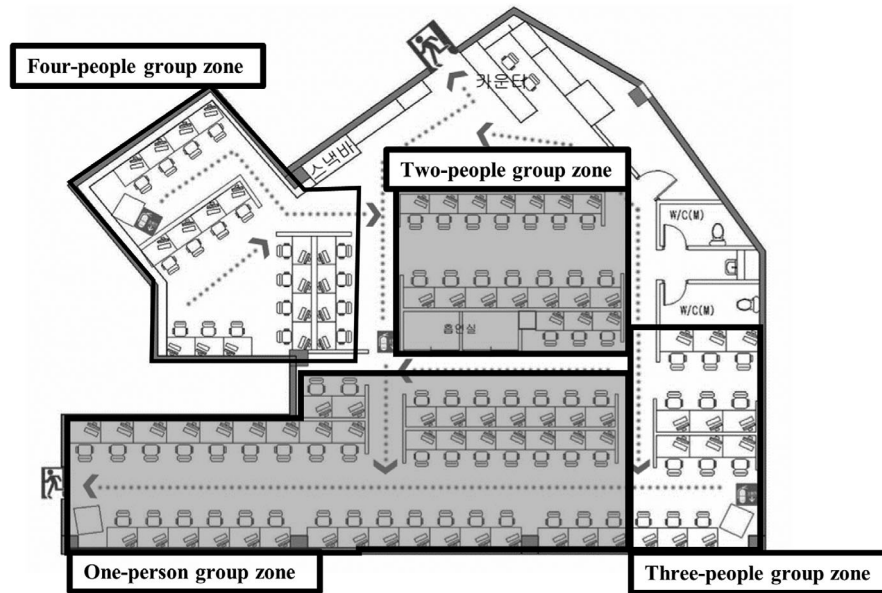 Four-people group zone
카운터
스낵바
Two-people group zone
W/C(M)
흡연실
W/C(M)
One-person group zone
Three-people group zone